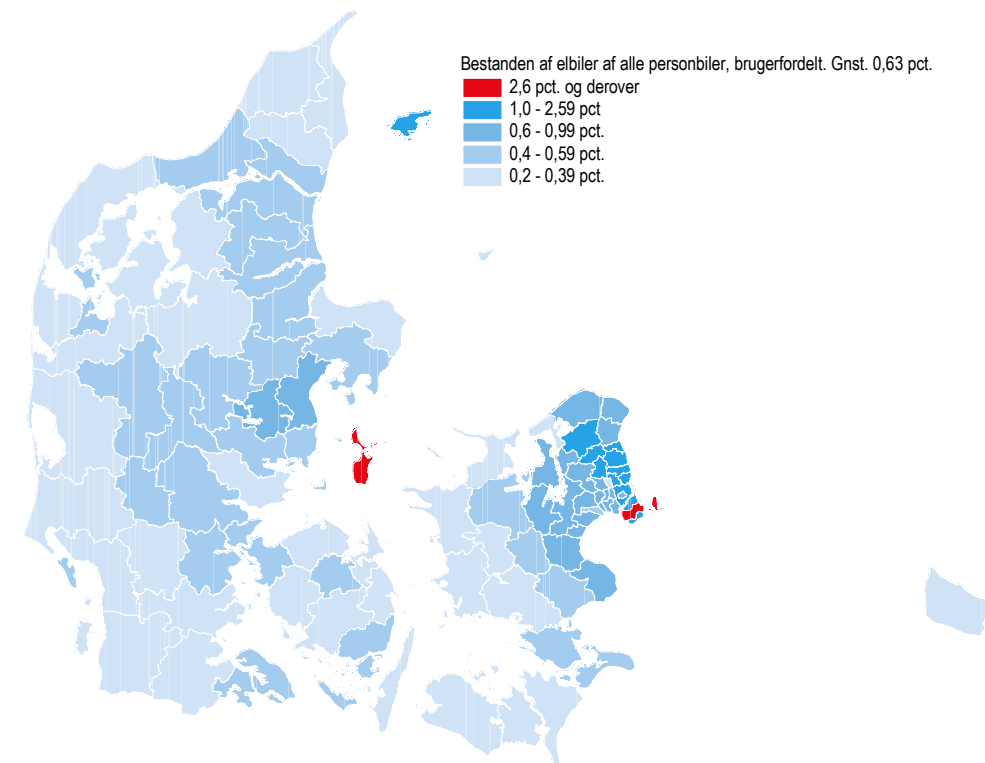 Bestanden af elbiler af alle personbiler, brugerfordelt. Gnst. 0,63 pct.
2,6 pct. og derover
1,0 - 2,59 pct
0,6 - 0,99 pct.
0,4 - 0,59 pct.
0,2 - 0,39 pct.